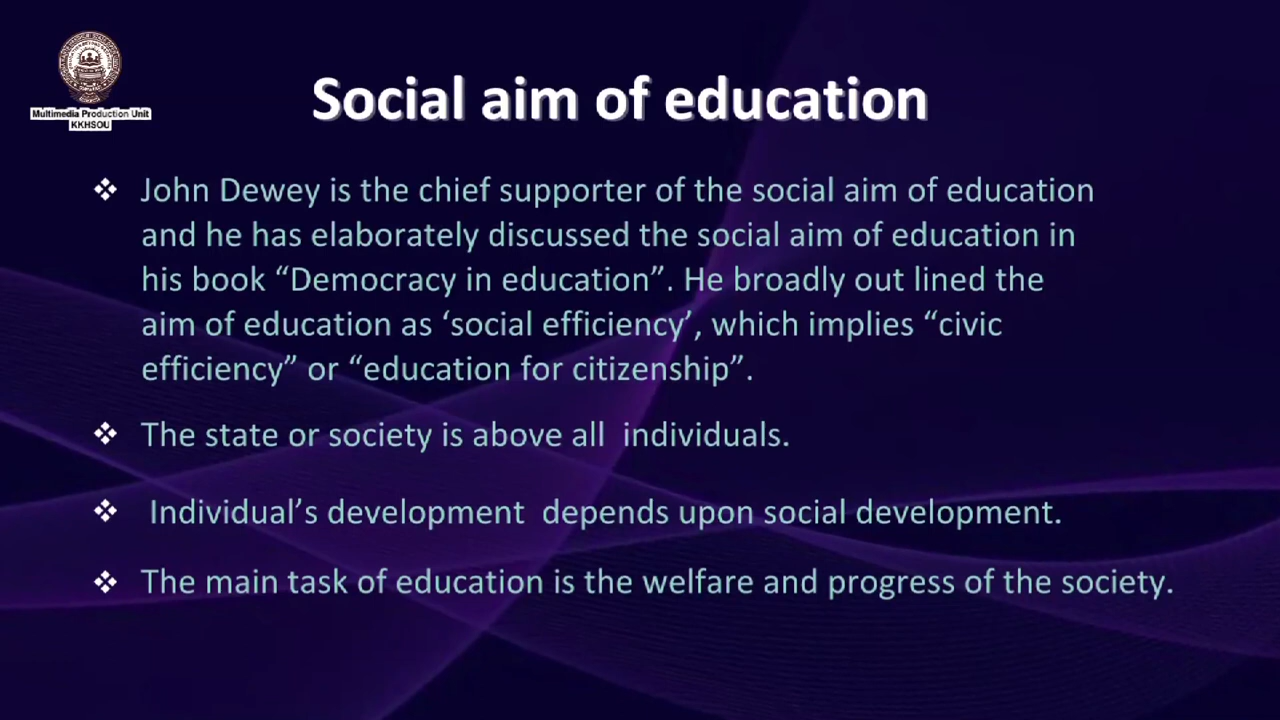 Multimedia Production Unit
KKHSOU
Social aim of education
❖ John Dewey is the chief supporter of the social aim of education
and he has elaborately discussed the social aim of education in
his book “Democracy in education”. He broadly out lined the
aim of education as ‘social efficiency’, which implies “civic
efficiency” or “education for citizenship”.
❖ The state or society is above all individuals.
❖ Individual’s development depends upon social development.
❖ The main task of education is the welfare and progress of the society.